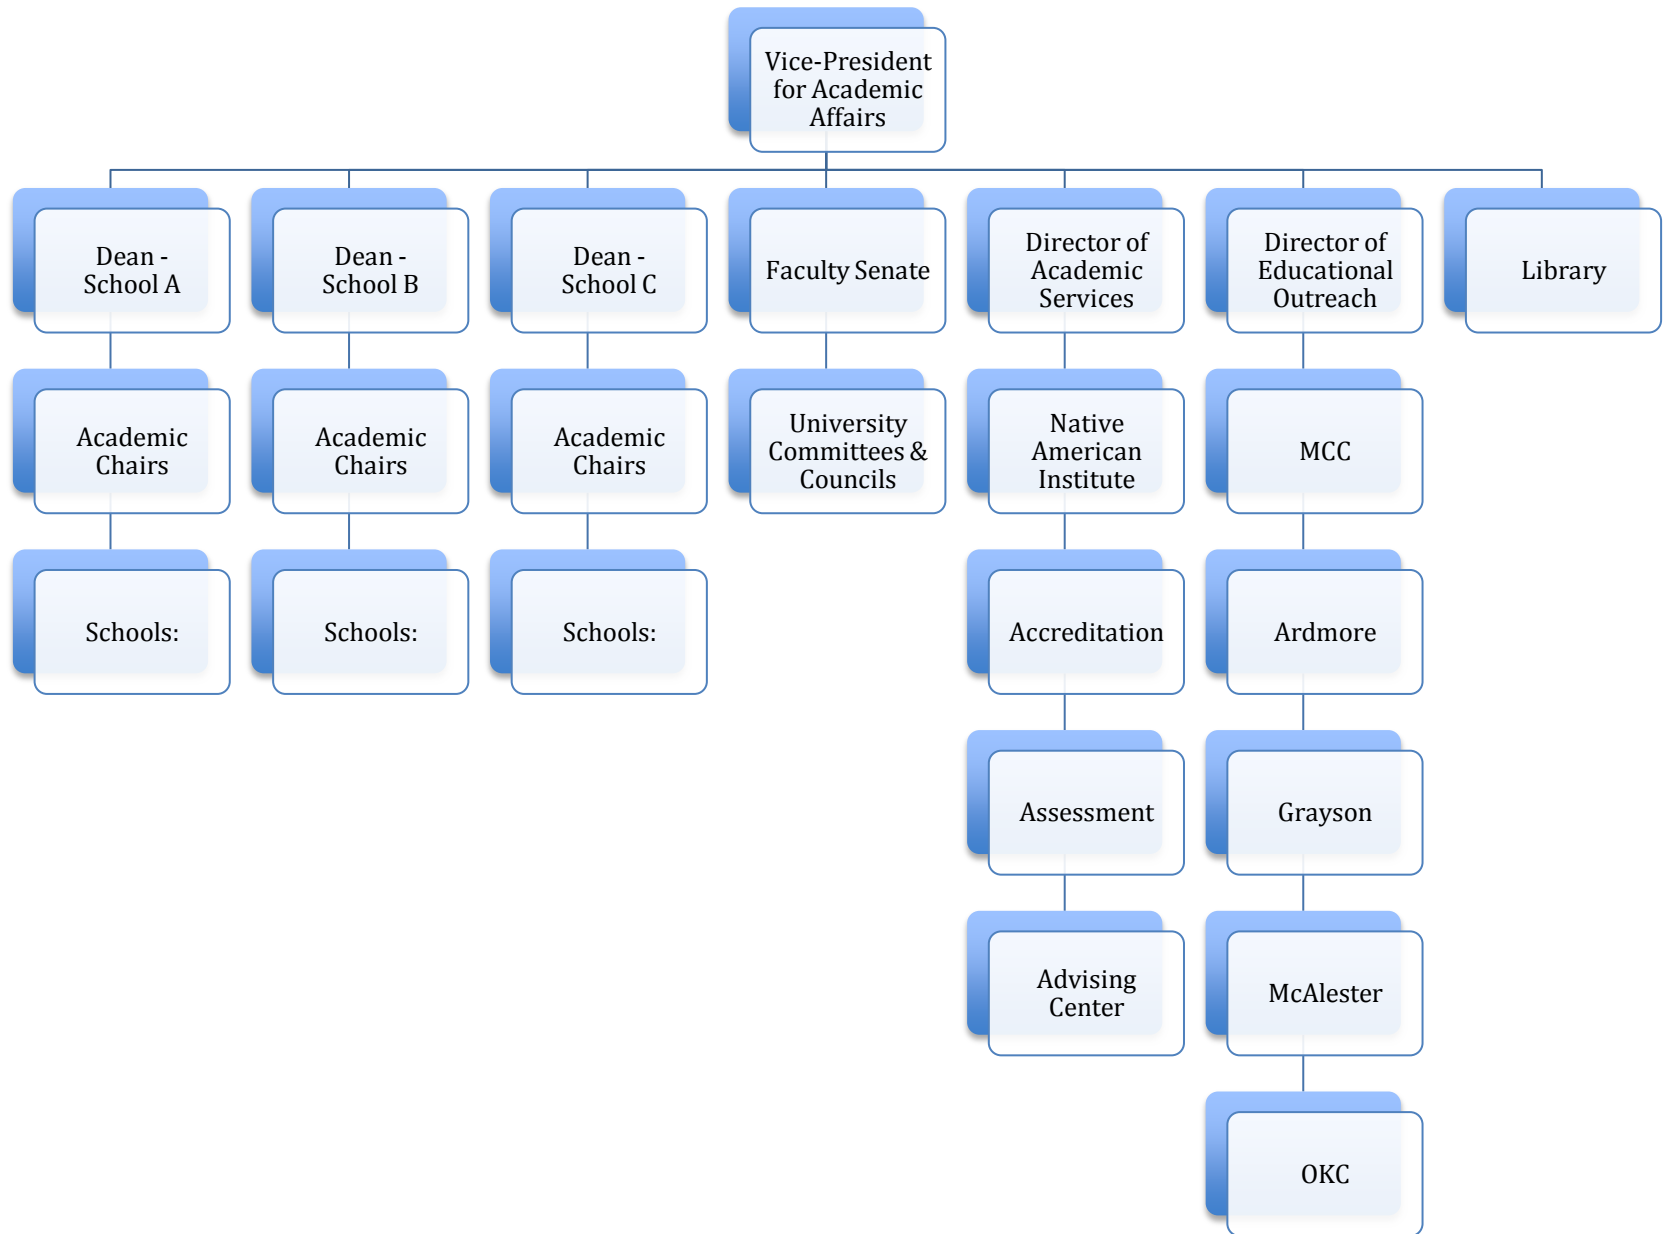 Vice-President
for Academic
Affairs
Dean -
School A
Dean -
School B
Dean -
School C
Faculty Senate
Director of
Academic
Services
Director of
Educational
Outreach
Library
Academic
Chairs
Academic
Chairs
Academic
Chairs
University
Committees &
Councils
Native
American
Institute
MCC
Schools:
Schools:
Schools:
Accreditation
Ardmore
Assessment
Grayson
Advising
Center
McAlester
OKC